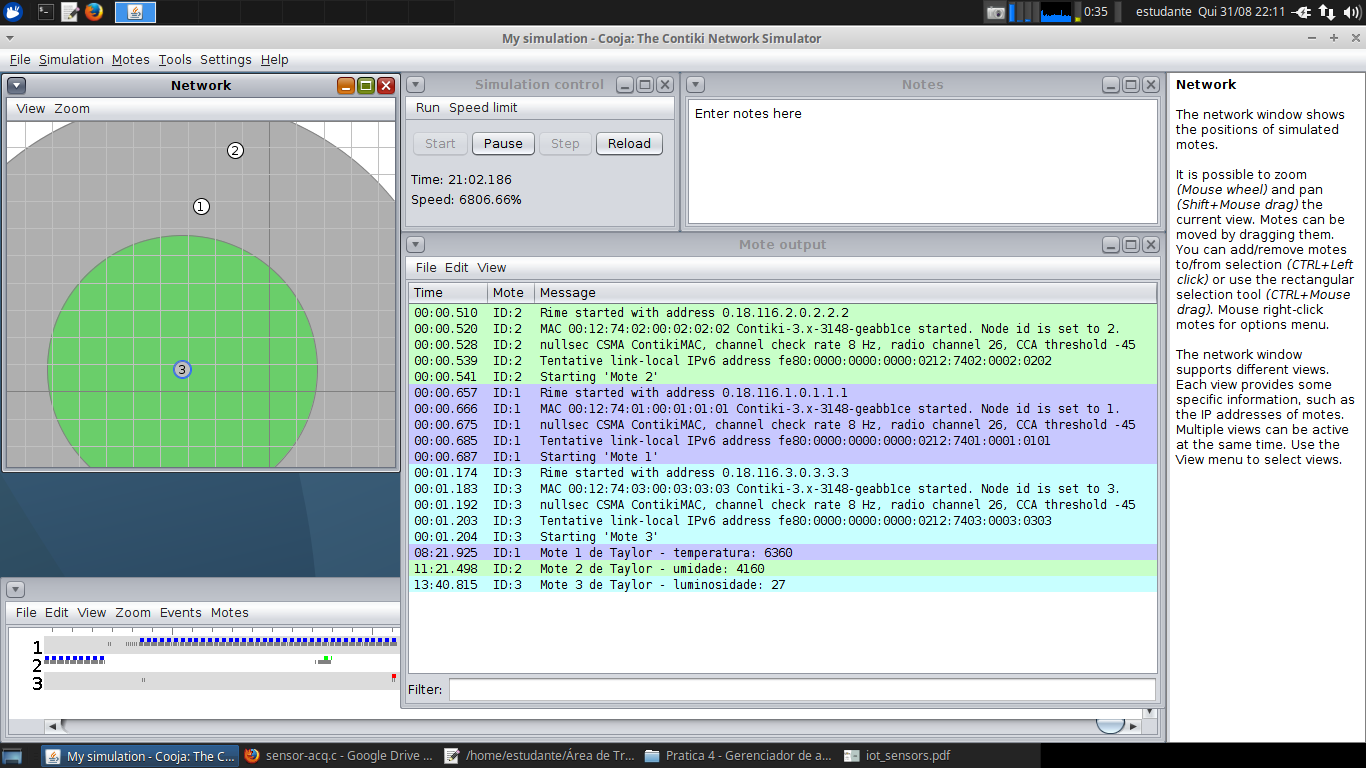 0:35 estudante Qui 31/08 22:11
My simulation - Cooja: The Contiki Network Simulator
File Simulation Motes Tools Settings Help
Network
View Zoom
2
1
3
Simulation control
Run Speed limit
Start Pause Step Reload
Time: 21:02.186
Speed: 6806.66%
Notes
Enter notes here
Mote output
File Edit View
Time Mote Message
00:00.510 ID:2 Rime started with address 0.18.116.2.0.2.2.2
00:00.520 ID:2 MAC 00:12:74:02:00:02:02:02 Contiki-3.x-3148-geabb1ce started. Node id is set to 2.
00:00.528 ID:2 nullsec CSMA ContikiMAC, channel check rate 8 Hz, radio channel 26, CCA threshold -45
00:00.539 ID:2 Tentative link-local IPv6 address fe80:0000:0000:0000:0212:7402:0002:0202
00:00.541 ID:2 Starting 'Mote 2'
00:00.657 ID:1 Rime started with address 0.18.116.1.0.1.1.1
00:00.666 ID:1 MAC 00:12:74:01:00:01:01:01 Contiki-3.x-3148-geabb1ce started. Node id is set to 1.
00:00.675 ID:1 nullsec CSMA ContikiMAC, channel check rate 8 Hz, radio channel 26, CCA threshold -45
00:00.685 ID:1 Tentative link-local IPv6 address fe80:0000:0000:0000:0212:7401:0001:0101
00:00.687 ID:1 Starting 'Mote 1'
00:01.174 ID:3 Rime started with address 0.18.116.3.0.3.3.3
00:01.183 ID:3 MAC 00:12:74:03:00:03:03:03 Contiki-3.x-3148-geabb1ce started. Node id is set to 3.
00:01.192 ID:3 nullsec CSMA ContikiMAC, channel check rate 8 Hz, radio channel 26, CCA threshold -45
00:01.203 ID:3 Tentative link-local IPv6 address fe80:0000:0000:0000:0212:7403:0003:0303
00:01.204 ID:3 Starting 'Mote 3'
08:21.925 ID:1 Mote 1 de Taylor - temperatura: 6360
11:21.498 ID:2 Mote 2 de Taylor - umidade: 4160
13:40.815 ID:3 Mote 3 de Taylor - luminosidade: 27
Filter:
Network
The network window shows
the positions of simulated
motes.
It is possible to zoom
(Mouse wheel) and pan
(Shift+Mouse drag) the
current view. Motes can be
moved by dragging them.
You can add/remove motes
to/from selection (CTRL+Left
click) or use the rectangular
selection tool (CTRL+Mouse
drag). Mouse right-click
motes for options menu.
The network window
supports different views.
Each view provides some
specific information, such as
the IP addresses of motes.
Multiple views can be active
at the same time. Use the
View menu to select views.
File Edit View Zoom Events Motes
1
2
3
My simulation - Cooja: The C...
sensor-acq.c - Google Drive ...
/home/estudante/Área de Tr...
Pratica 4 - Gerenciador de a...
iot_sensors.pdf